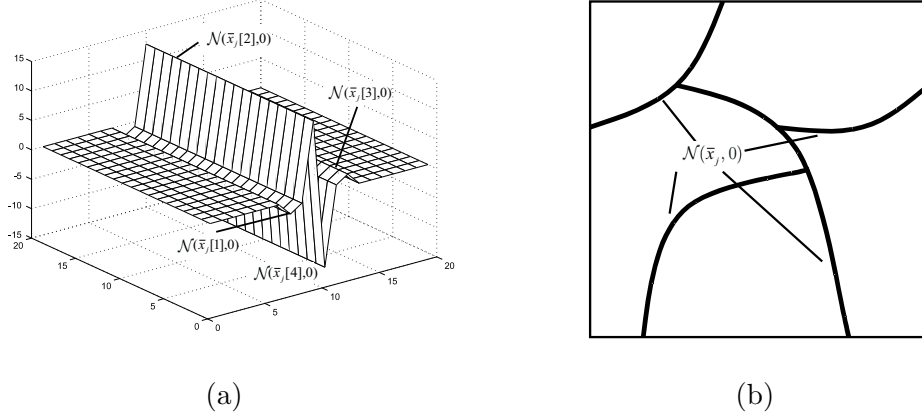 𝒩(x̄ⱼ[2],0)
𝒩(x̄ⱼ[3],0)
15
10
5
0
-5
-10
-15
𝒩(x̄ⱼ[1],0)
𝒩(x̄ⱼ[4],0)
20
15
10
5
0
0
5
10
15
20
(a)
𝒩(x̄ⱼ, 0)
(b)